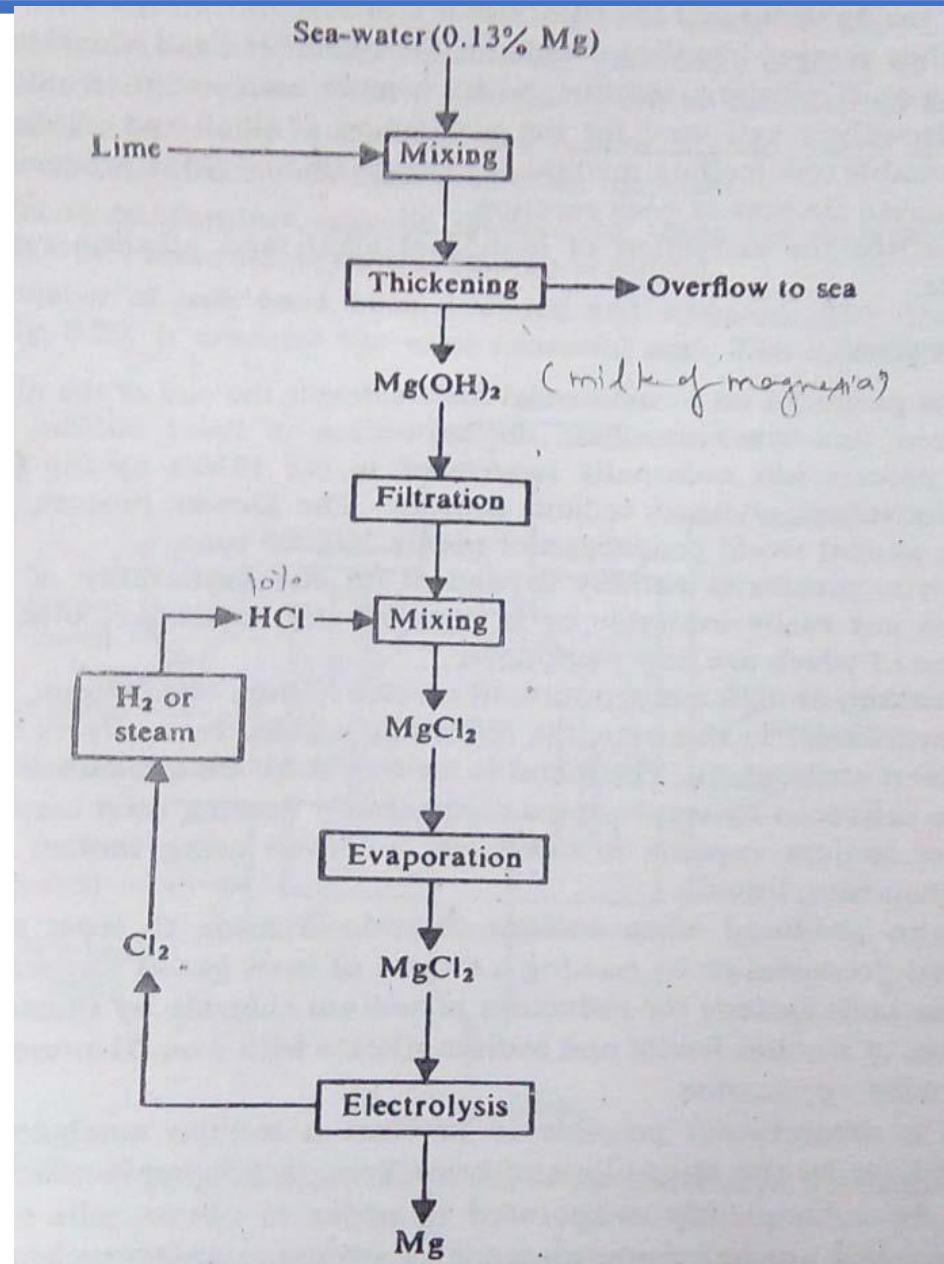 Sea-water (0.13% Mg)
Lime
Mixing
Thickening
Overflow to sea
Mg(OH)₂
(milk of magnesia)
Filtration
HCl
Mixing
H₂ or
steam
MgCl₂
Evaporation
Cl₂
MgCl₂
Electrolysis
Mg